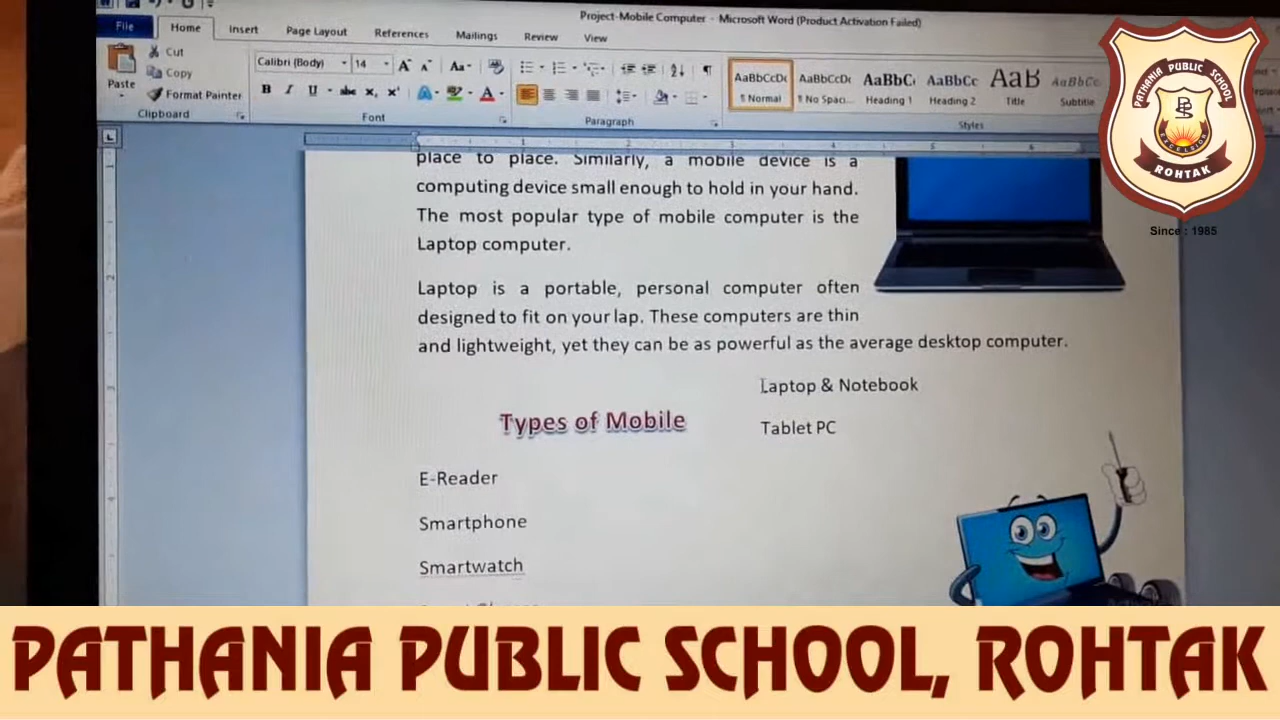 Project-Mobile Computer - Microsoft Word (Product Activation Failed)
File Home Insert Page Layout References Mailings Review View
Cut
Copy
Format Painter
Paste
Clipboard
Calibri (Body) 14
Font
Paragraph
AaBbCcDc AaBbCcDc AaBbC AaBbCc AaB AaBbCc
¶ Normal ¶ No Spaci... Heading 1 Heading 2 Title Subtitle
Styles
PATHANIA PUBLIC SCHOOL
EXCELSIOR
ROHTAK
Since : 1985
place to place. Similarly, a mobile device is a
computing device small enough to hold in your hand.
The most popular type of mobile computer is the
Laptop computer.
Laptop is a portable, personal computer often
designed to fit on your lap. These computers are thin
and lightweight, yet they can be as powerful as the average desktop computer.
Laptop & Notebook
Types of Mobile
Tablet PC
E-Reader
Smartphone
Smartwatch
PATHANIA PUBLIC SCHOOL, ROHTAK